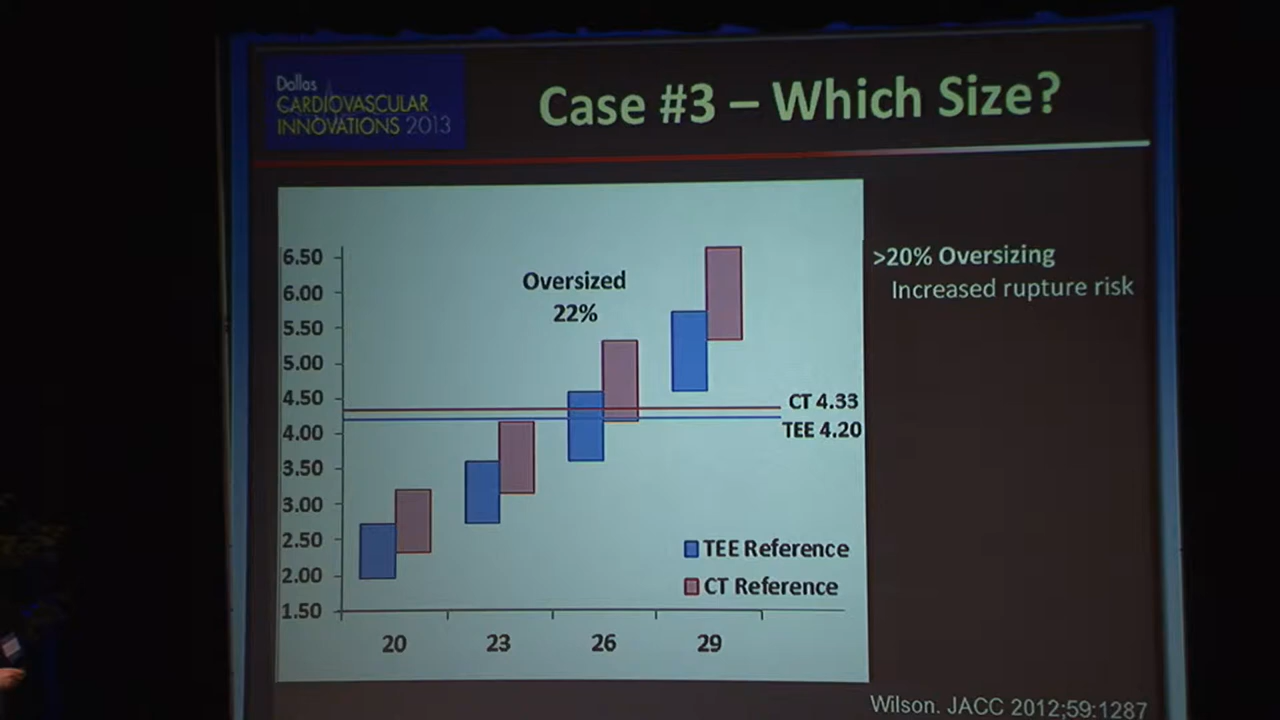 Dallas
CARDIOVASCULAR
INNOVATIONS 2013
Case #3 – Which Size?
>20% Oversizing
Increased rupture risk
Oversized
22%
6.50
6.00
5.50
5.00
4.50
4.00
3.50
3.00
2.50
2.00
1.50
CT 4.33
TEE 4.20
TEE Reference
CT Reference
20 23 26 29
Wilson. JACC 2012;59:1287